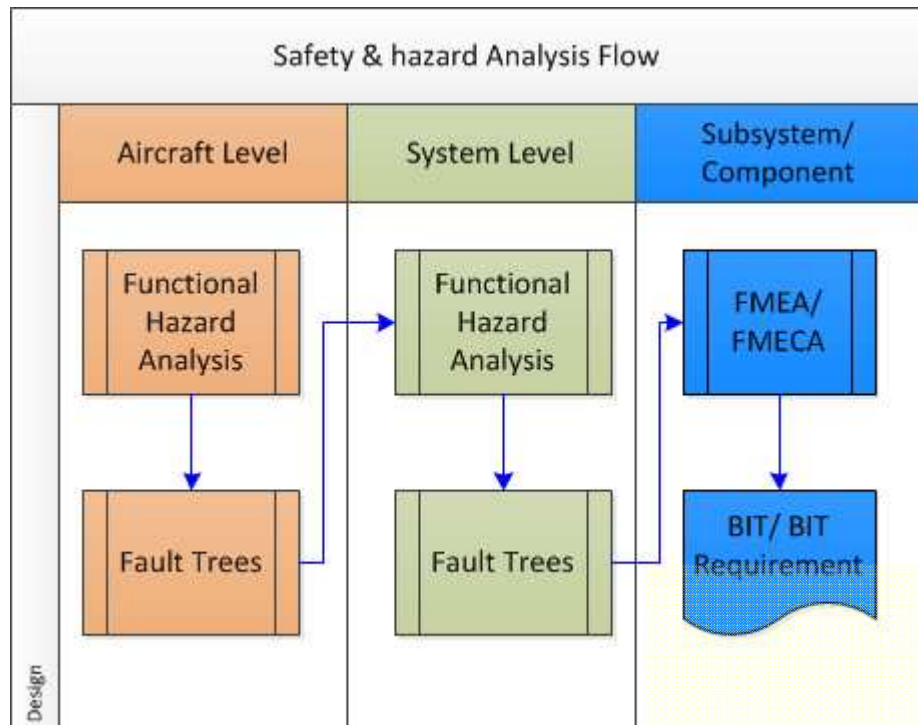 Safety & hazard Analysis Flow
Aircraft Level
System Level
Subsystem/
Component
Functional
Hazard
Analysis
Fault Trees
Functional
Hazard
Analysis
Fault Trees
FMEA/
FMECA
BIT/ BIT
Requirement
Design